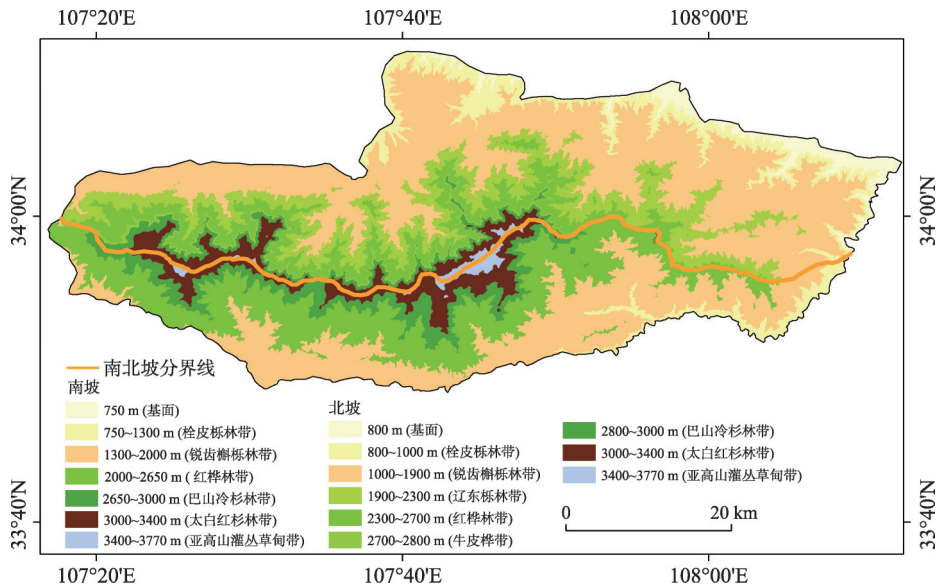 107°20'E 107°40'E 108°00'E
34°00'N 34°00'N
南北坡分界线
南坡
750 m (基面)
750~1300 m (栓皮栎林带)
1300~2000 m (锐齿槲栎林带)
2000~2650 m ( 红桦林带)
2650~3000 m (巴山冷杉林带)
3000~3400 m (太白红杉林带)
3400~3770 m (亚高山灌丛草甸带)
北坡
800 m (基面)
800~1000 m (栓皮栎林带)
1000~1900 m (锐齿槲栎林带)
1900~2300 m (辽东栎林带)
2300~2700 m (红桦林带)
2700~2800 m (牛皮桦带)
2800~3000 m (巴山冷杉林带)
3000~3400 m (太白红杉林带)
3400~3770 m (亚高山灌丛草甸带)
0 20 km
33°40'N 33°40'N
107°20'E 107°40'E 108°00'E